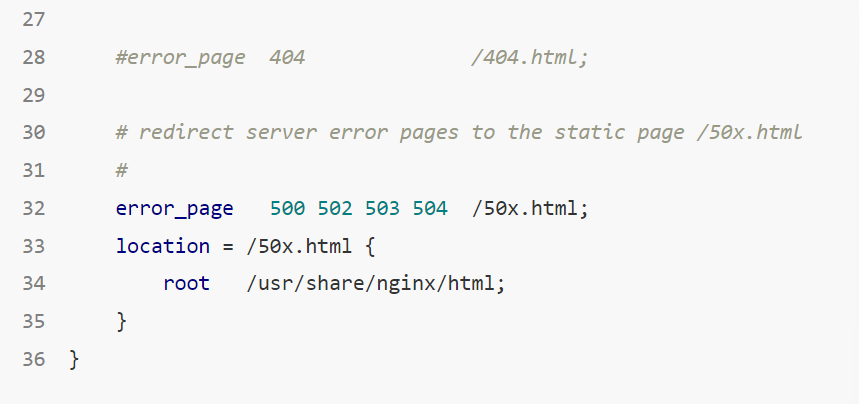 27
28 #error_page 404 /404.html;
29
30 # redirect server error pages to the static page /50x.html
31 #
32 error_page 500 502 503 504 /50x.html;
33 location = /50x.html {
34 root /usr/share/nginx/html;
35 }
36 }